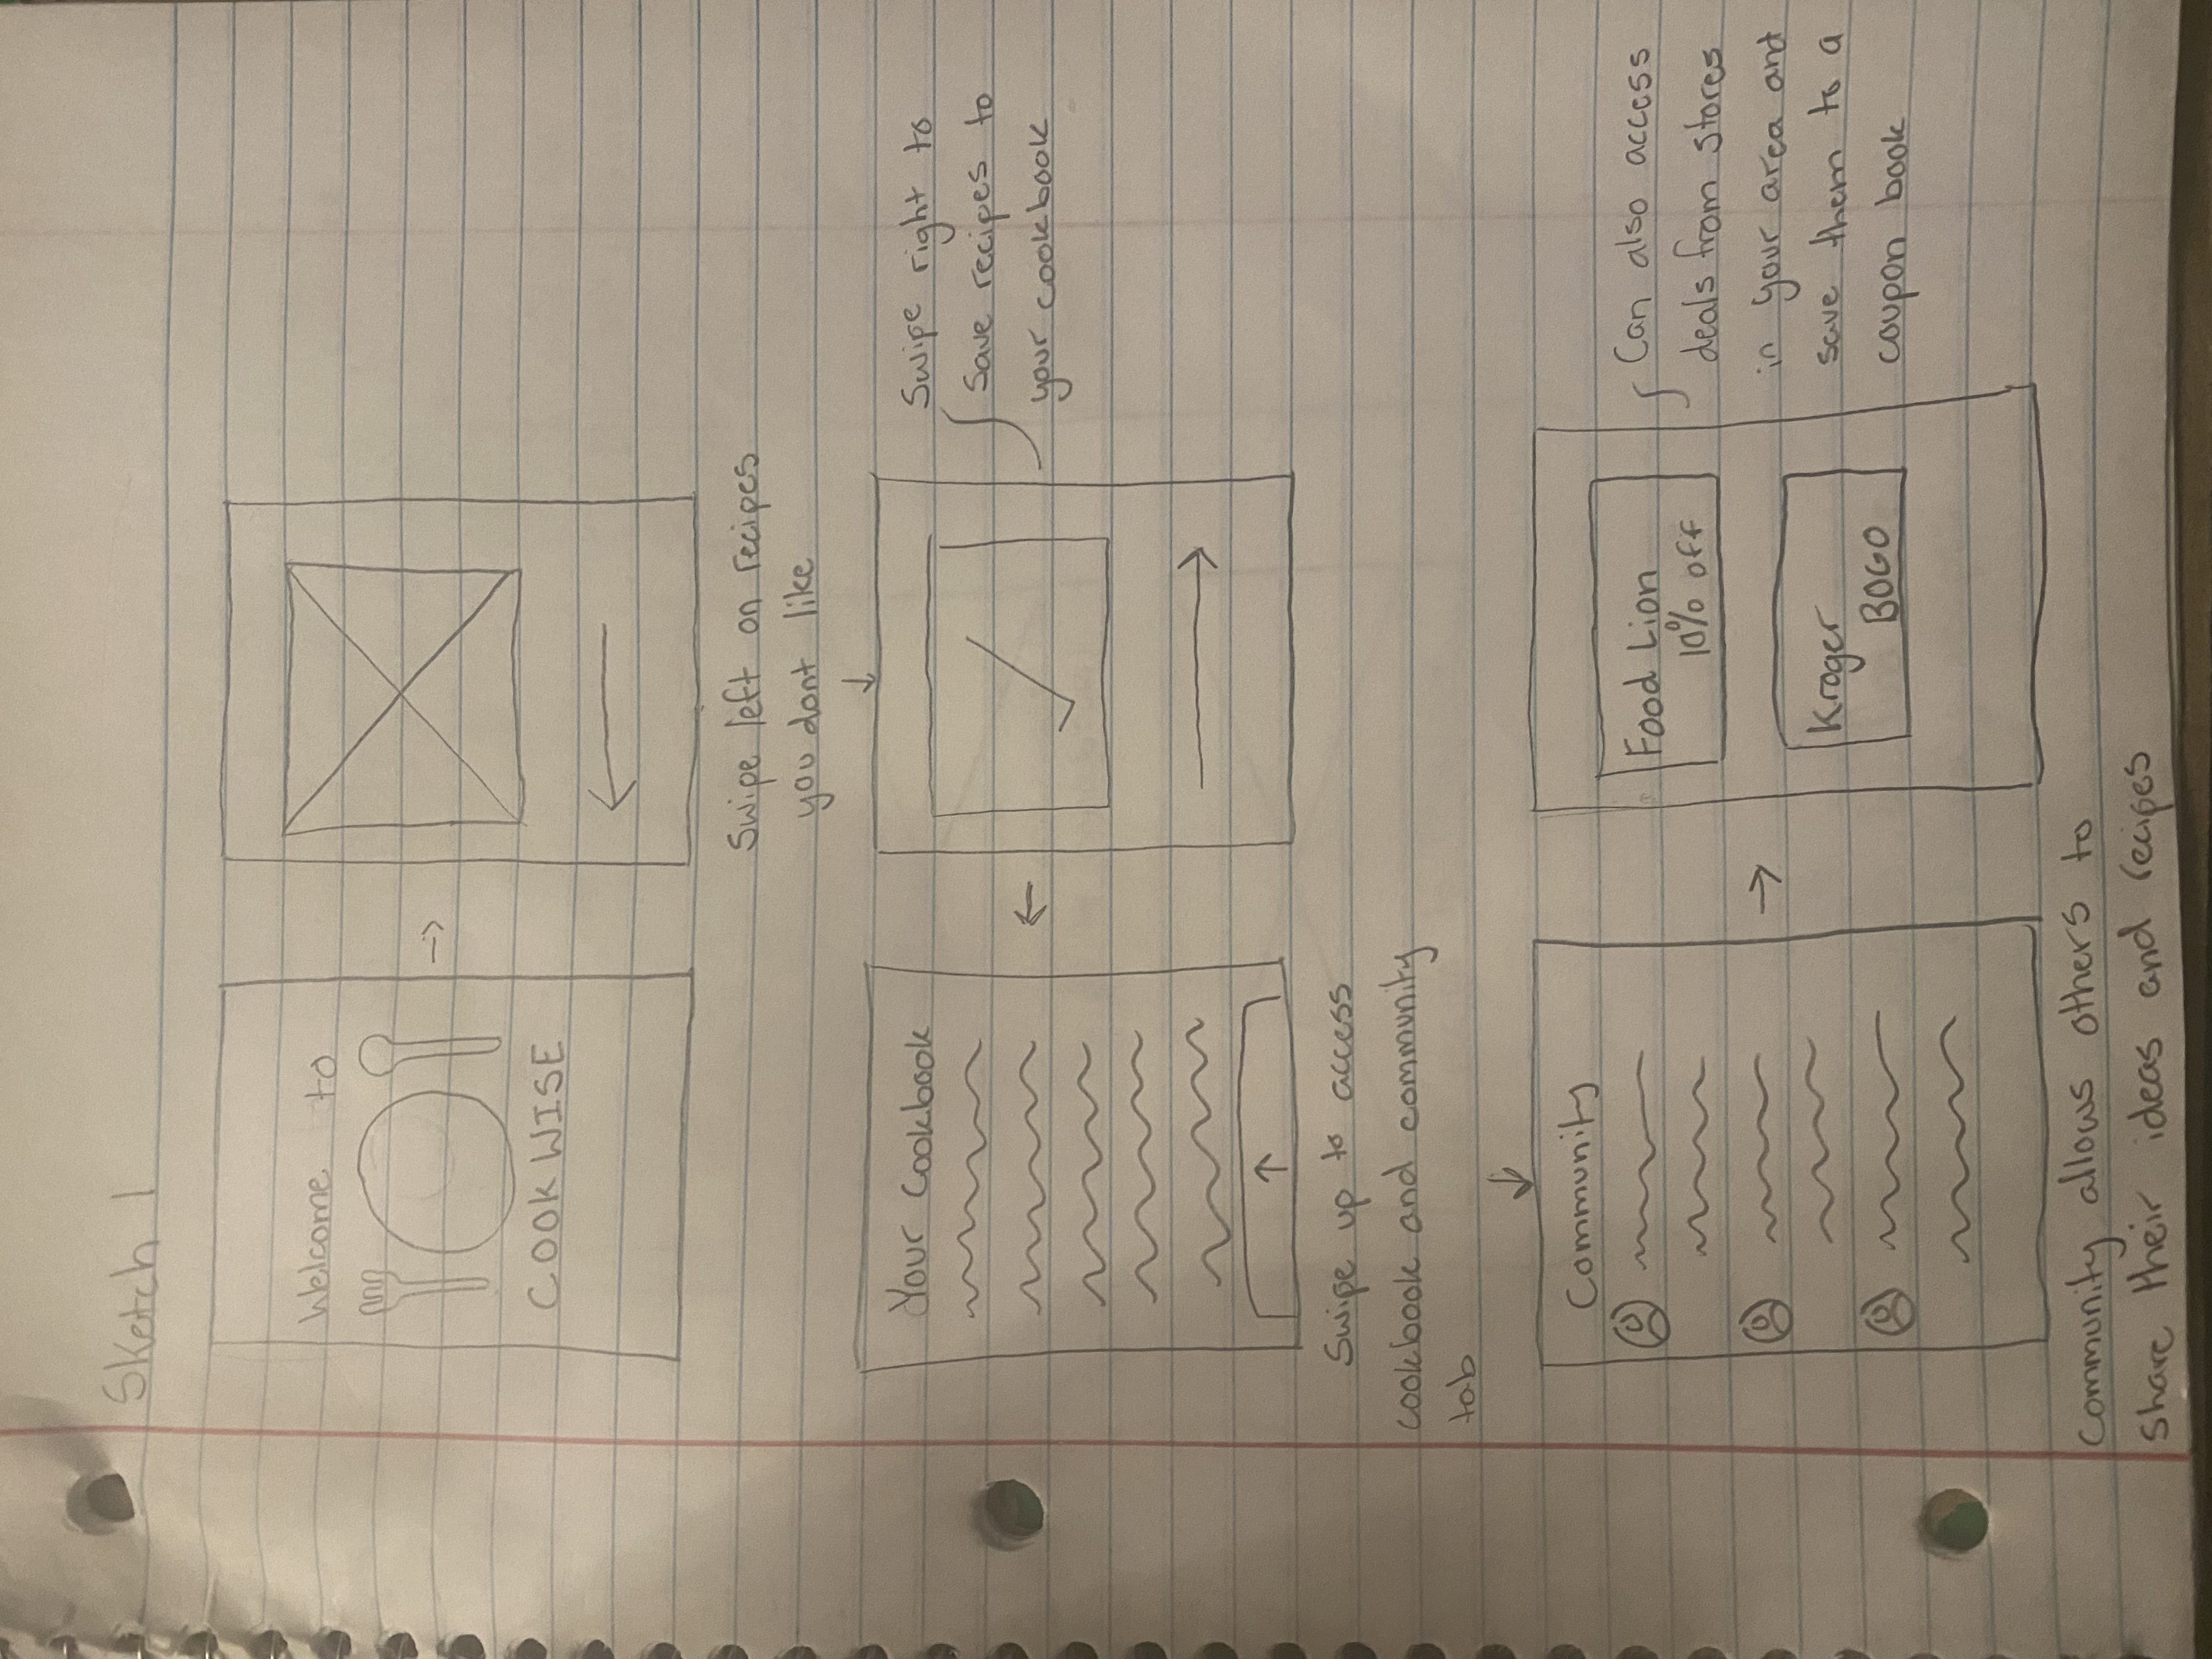 Sketch 1
Welcome to
COOK WISE
Swipe left on recipes
you dont like
Your Cookbook
Swipe right to
save recipes to
your cookbook
Swipe up to access
cookbook and community
tab
Community
Food Lion
10% off
Kroger
BOGO
Can also access
deals from stores
in your area and
save them to a
coupon book
Community allows others to
share their ideas and recipes